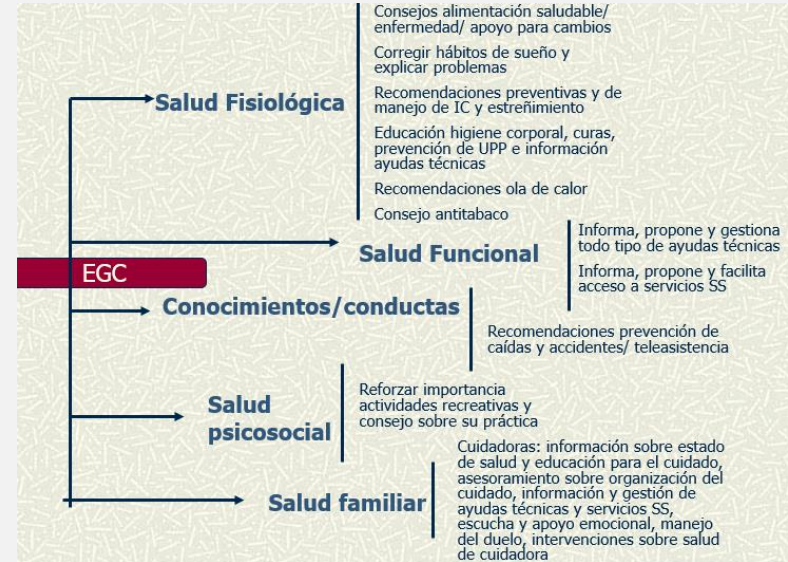 Consejos alimentación saludable/
enfermedad/ apoyo para cambios
Corregir hábitos de sueño y
explicar problemas
Salud Fisiológica
Recomendaciones preventivas y de
manejo de IC y estreñimiento
Educación higiene corporal, curas,
prevención de UPP e información
ayudas técnicas
Recomendaciones ola de calor
Consejo antitabaco
Salud Funcional
Informa, propone y gestiona
todo tipo de ayudas técnicas
Informa, propone y facilita
acceso a servicios SS
EGC
Conocimientos/conductas
Recomendaciones prevención de
caídas y accidentes/ teleasistencia
Salud
psicosocial
Reforzar importancia
actividades recreativas y
consejo sobre su práctica
Salud familiar
Cuidadoras: información sobre estado
de salud y educación para el cuidado,
asesoramiento sobre organización del
cuidado, información y gestión de
ayudas técnicas y servicios SS,
escucha y apoyo emocional, manejo
del duelo, intervenciones sobre salud
de cuidadora